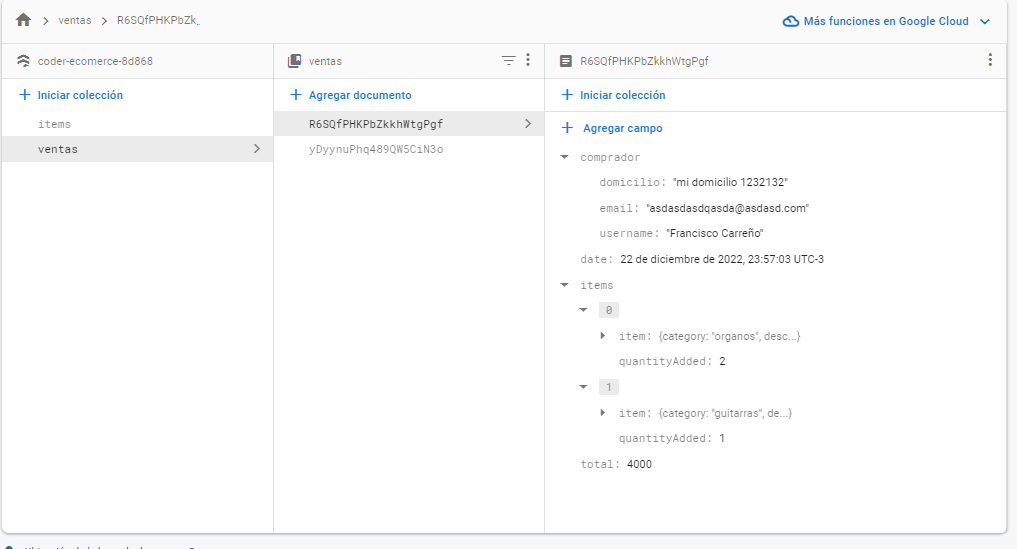 ventas R6SQfPHKPbZk...
Más funciones en Google Cloud
coder-ecomerce-8d868
ventas
R6SQfPHKPbZkkhWtgPgf
Iniciar colección
Agregar documento
Iniciar colección
items
ventas
R6SQfPHKPbZkkhWtgPgf
yDyynuPhq489QW5CiN3o
Agregar campo
comprador
domicilio: "mi domicilio 1232132"
email: "asdasdasdqasda@asdasd.com"
username: "Francisco Carreño"
date: 22 de diciembre de 2022, 23:57:03 UTC-3
items
0
item: {category: "organos", desc...}
quantityAdded: 2
1
item: {category: "guitarras", de...}
quantityAdded: 1
total: 4000